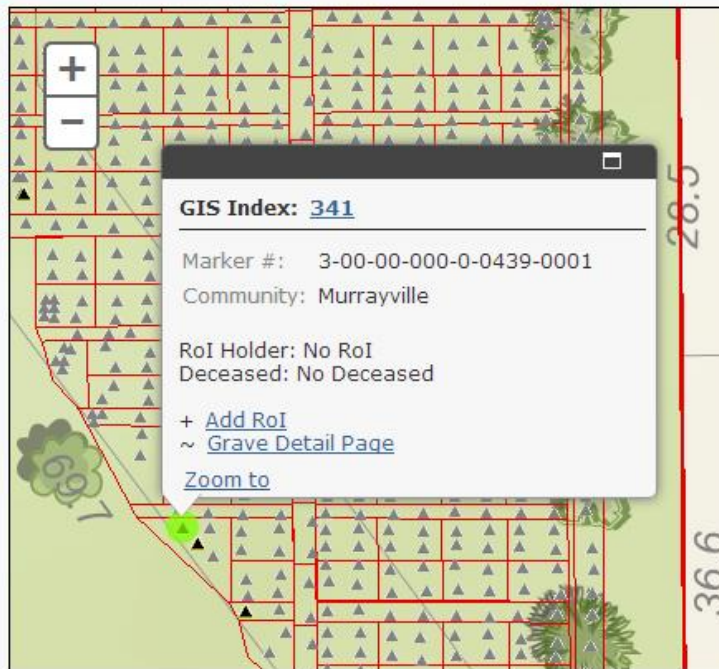 +
−
GIS Index: 341
Marker #: 3-00-00-000-0-0439-0001
Community: Murrayville
RoI Holder: No RoI
Deceased: No Deceased
+ Add RoI
~ Grave Detail Page
Zoom to
28.5
69.7
36.6